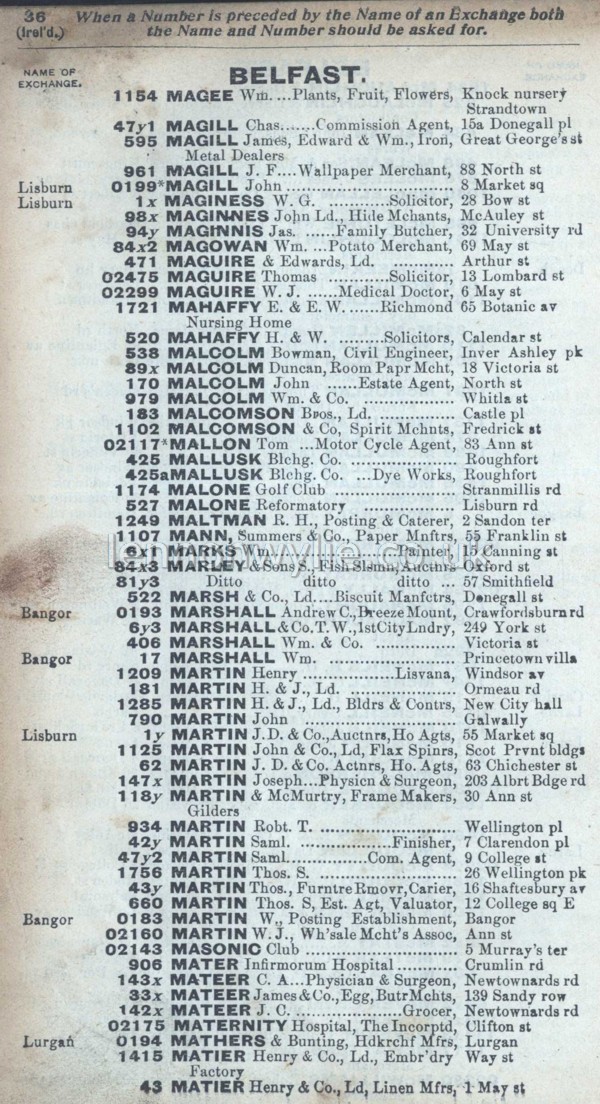 36 When a Number is preceded by the Name of an Exchange both
(Irel'd.) the Name and Number should be asked for.
NAME OF
EXCHANGE.
BELFAST.
1154 MAGEE Wm. ...Plants, Fruit, Flowers, Knock nursery
Strandtown
47y1 MAGILL Chas.......Commission Agent, 15a Donegall pl
595 MAGILL James, Edward & Wm., Iron, Great George's st
Metal Dealers
961 MAGILL J. F....Wallpaper Merchant, 88 North st
Lisburn 0199*MAGILL John .............................. 8 Market sq
Lisburn 1x MAGINESS W. G. .............Solicitor, 28 Bow st
98x MAGINNES John Ld., Hide Mchants, McAuley st
94y MAGINNIS Jas. ......Family Butcher, 32 University rd
84x2 MAGOWAN Wm. ...Potato Merchant, 69 May st
471 MAGUIRE & Edwards, Ld. ............ Arthur st
02475 MAGUIRE Thomas .............Solicitor, 13 Lombard st
02299 MAGUIRE W. J. ......Medical Doctor, 6 May st
1721 MAHAFFY E. & E. W. ......Richmond 65 Botanic av
Nursing Home
520 MAHAFFY H. & W. .........Solicitors, Calendar st
538 MALCOLM Bowman, Civil Engineer, Inver Ashley pk
89x MALCOLM Duncan, Room Papr Mcht, 18 Victoria st
170 MALCOLM John ......Estate Agent, North st
979 MALCOLM Wm. & Co. .................. Whitla st
183 MALCOMSON Bros., Ld. ............... Castle pl
1102 MALCOMSON & Co, Spirit Mchnts, Fredrick st
02117*MALLON Tom ...Motor Cycle Agent, 83 Ann st
425 MALLUSK Blchg. Co. ..................... Roughfort
425a MALLUSK Blchg. Co. ...Dye Works, Roughfort
1174 MALONE Golf Club ...................... Stranmillis rd
527 MALONE Reformatory .................. Lisburn rd
1249 MALTMAN R. H., Posting & Caterer, 2 Sandon ter
1107 MANN, Summers & Co., Paper Mnftrs, 55 Franklin st
6x1 MARKS Wm. ........................Painter, 15 Canning st
84x3 MARLEY & Sons S., Fish Slsmn, Auctnrs Oxford st
81y3 Ditto ditto ditto ... 57 Smithfield
522 MARSH & Co., Ld....Biscuit Manfctrs, Donegall st
Bangor 0193 MARSHALL Andrew C., Breeze Mount, Crawfordsburn rd
6y3 MARSHALL & Co. T. W., 1st City Lndry, 249 York st
406 MARSHALL Wm. & Co. ............... Victoria st
Bangor 17 MARSHALL Wm. ........................ Princetown villa
1209 MARTIN Henry ..................Lisvana, Windsor av
181 MARTIN H. & J., Ld. ..................... Ormeau rd
1285 MARTIN H. & J., Ld., Bldrs & Contrs, New City hall
790 MARTIN John .............................. Galwally
Lisburn 1y MARTIN J.D. & Co., Auctnrs, Ho Agts, 55 Market sq
1125 MARTIN John & Co., Ld, Flax Spinrs, Scot Prvnt bldgs
62 MARTIN J. D. & Co. Actnrs, Ho. Agts, 63 Chichester st
147x MARTIN Joseph...Physicn & Surgeon, 203 Albrt Bdge rd
118y MARTIN & McMurtry, Frame Makers, 30 Ann st
Gilders
934 MARTIN Robt. T. ........................... Wellington pl
42y MARTIN Saml. ..................Finisher, 7 Clarendon pl
47y2 MARTIN Saml................Com. Agent, 9 College st
1756 MARTIN Thos. S. ........................... 26 Wellington pk
43y MARTIN Thos., Furntre Rmovr, Carier, 16 Shaftesbury av
660 MARTIN Thos. S, Est. Agt, Valuator, 12 College sq E
Bangor 0183 MARTIN W., Posting Establishment, Bangor
02160 MARTIN W. J., Wh'sale Mcht's Assoc, Ann st
02143 MASONIC Club .............................. 5 Murray's ter
906 MATER Infirmorum Hospital ............ Crumlin rd
143x MATEER C. A...Physician & Surgeon, Newtownards rd
33x MATEER James & Co., Egg, Butr Mchts, 139 Sandy row
142x MATEER J. C. .....................Grocer, Newtownards rd
02175 MATERNITY Hospital, The Incorptd, Clifton st
Lurgan 0194 MATHERS & Bunting, Hdkrchf Mfrs, Lurgan
1415 MATIER Henry & Co., Ld., Embr'dry Way st
Factory
43 MATIER Henry & Co., Ld, Linen Mfrs, 1 May st